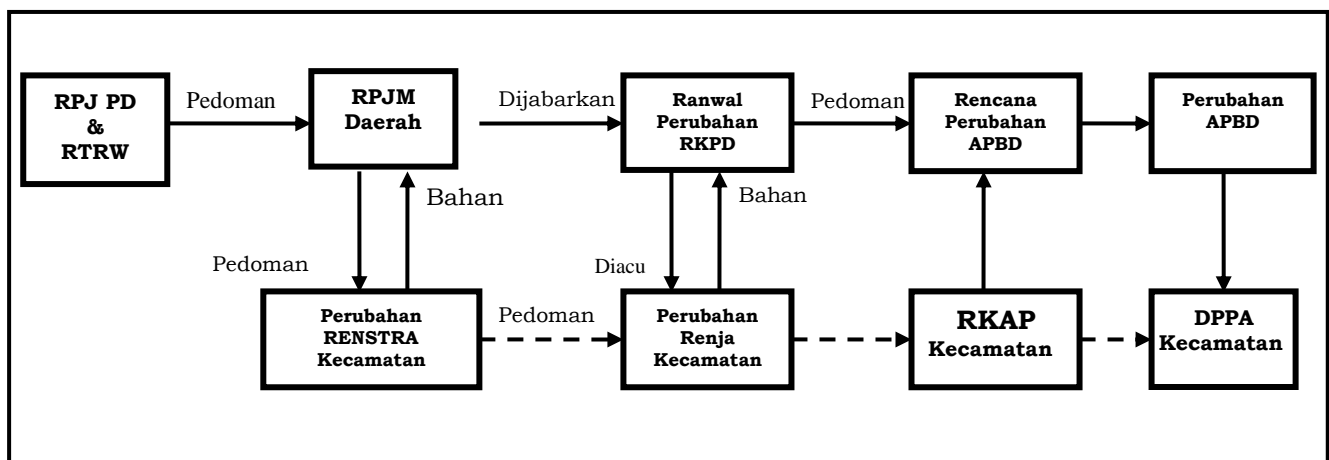 RPJ PD
&
RTRW
Pedoman
RPJM
Daerah
Dijabarkan
Ranwal
Perubahan
RKPD
Pedoman
Rencana
Perubahan
APBD
Perubahan
APBD
Pedoman
Bahan
Diacu
Bahan
Perubahan
RENSTRA
Kecamatan
Pedoman
Perubahan
Renja
Kecamatan
RKAP
Kecamatan
DPPA
Kecamatan